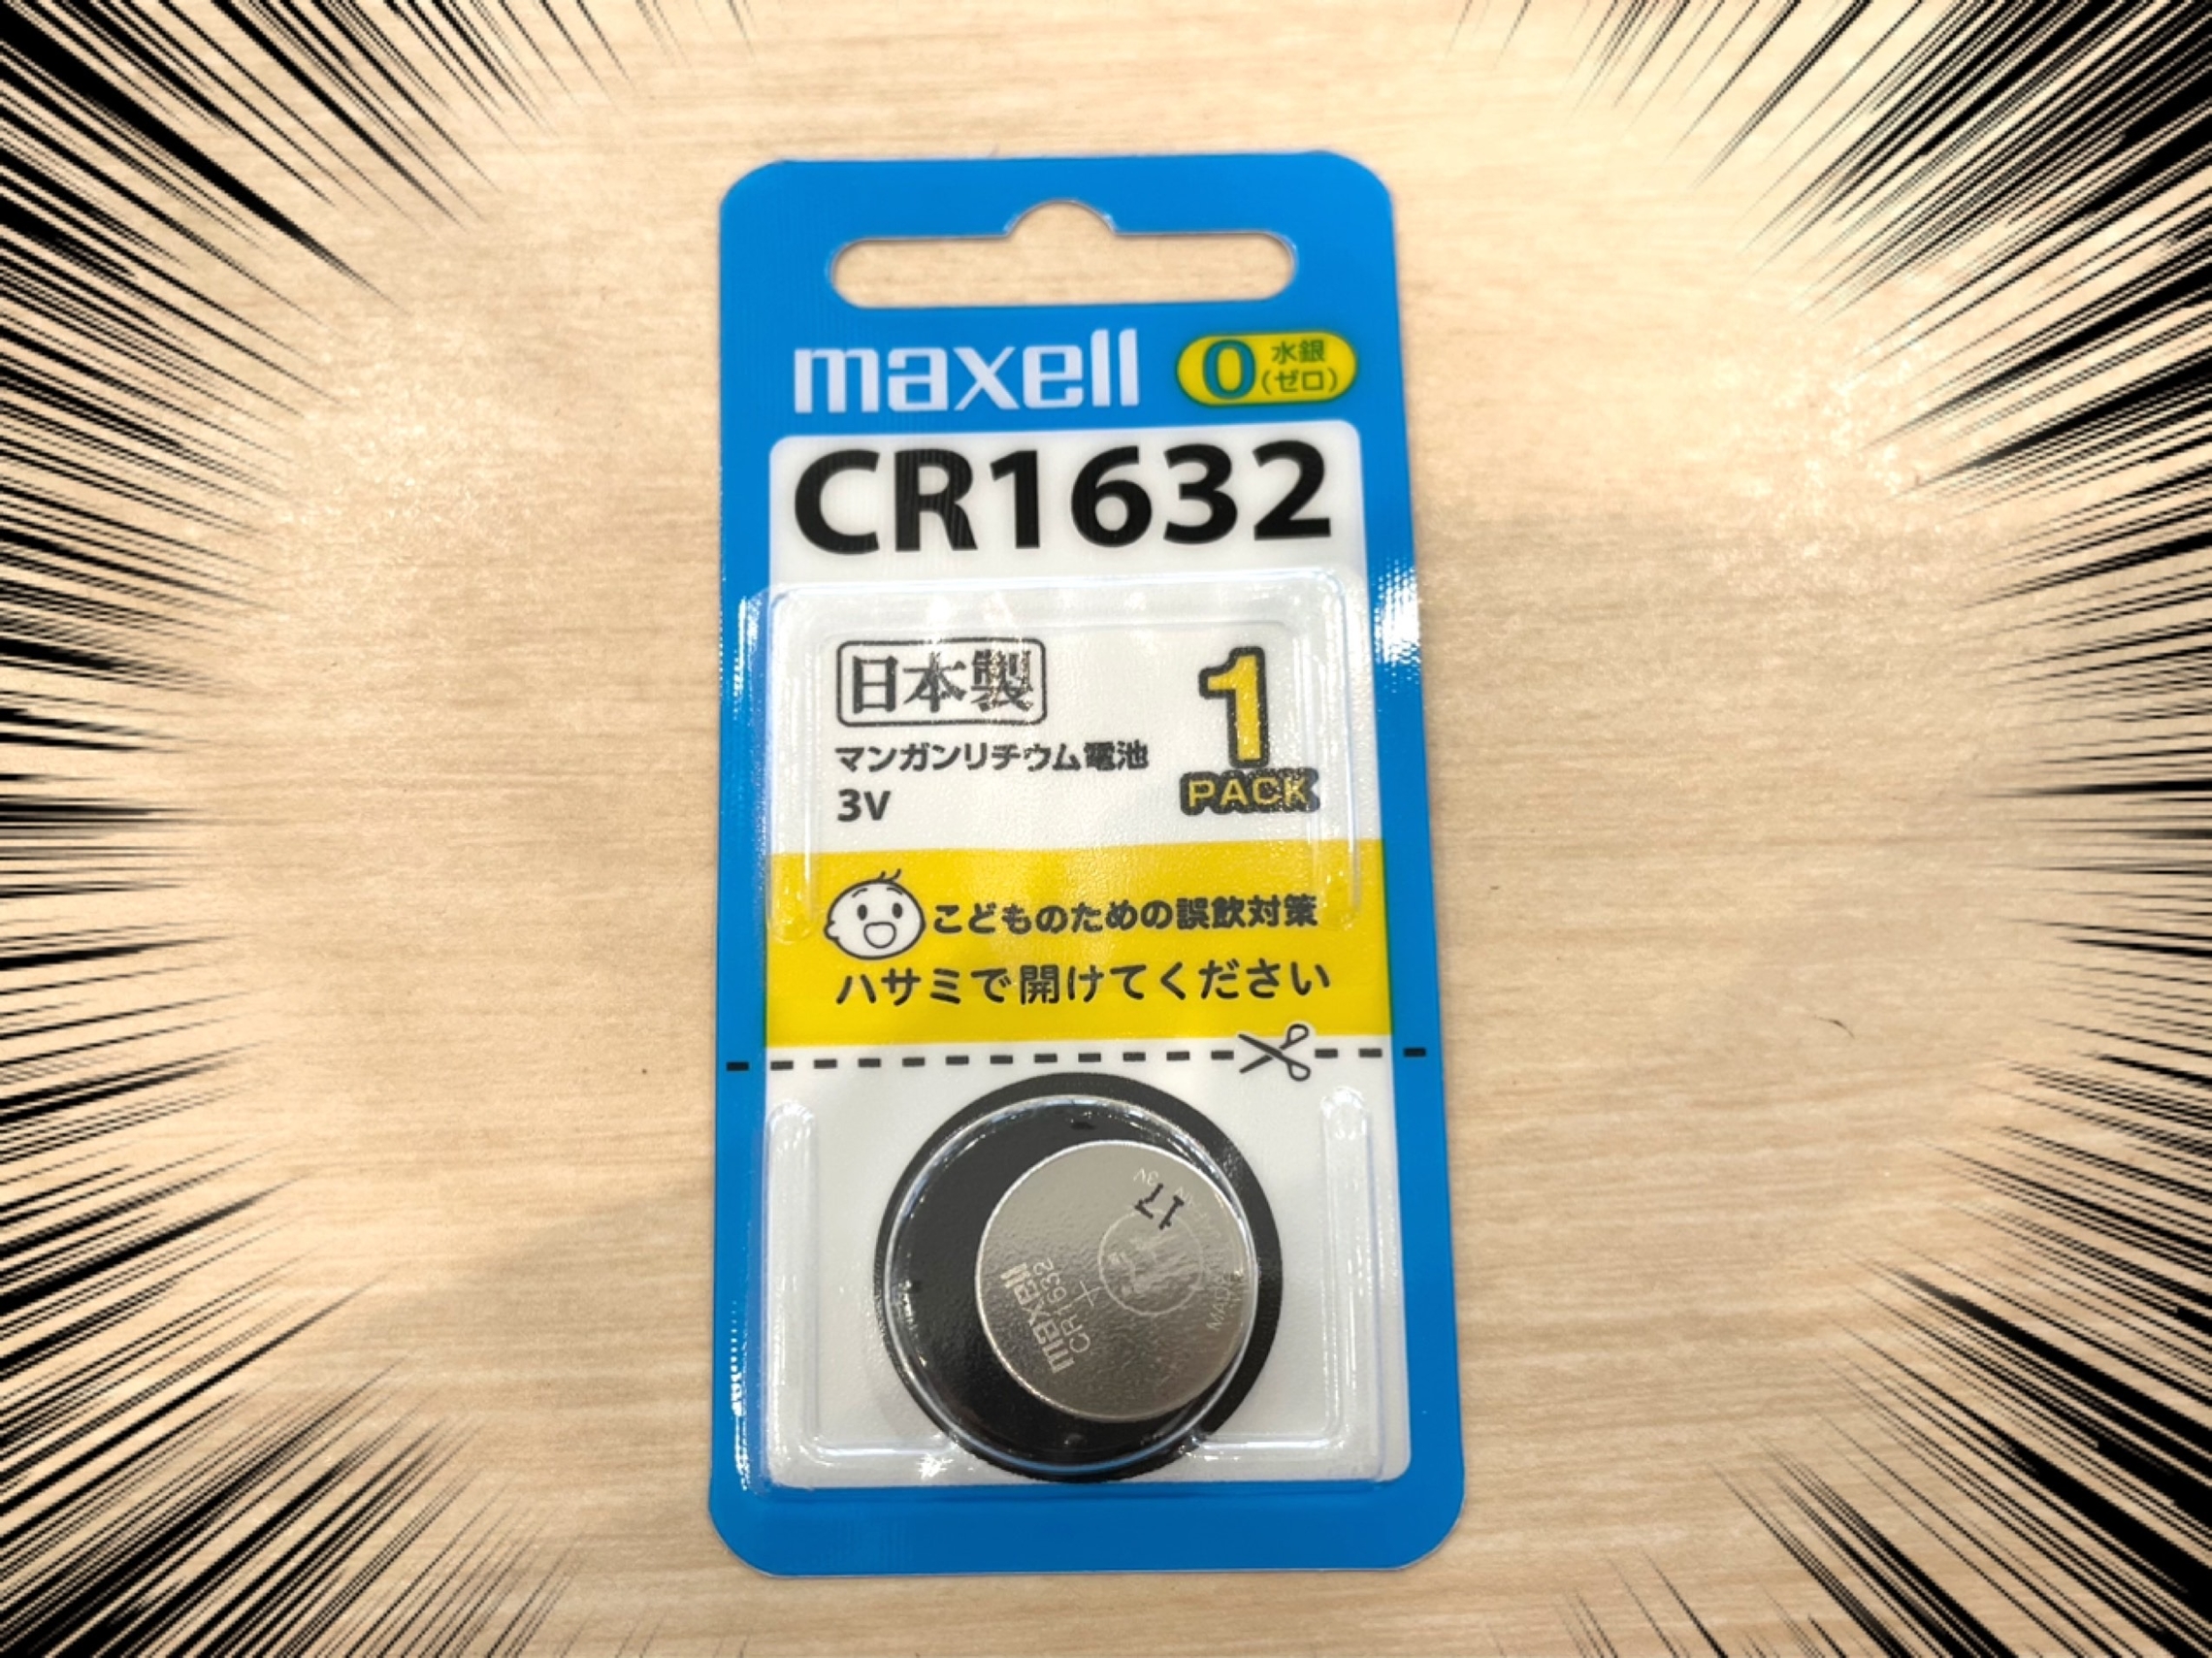 maxell
0 水銀
(ゼロ)
CR1632
日本製
マンガンリチウム電池
3V
1
PACK
こどものための誤飲対策
ハサミで開けてください
17
3V
maxell
CR1632
+